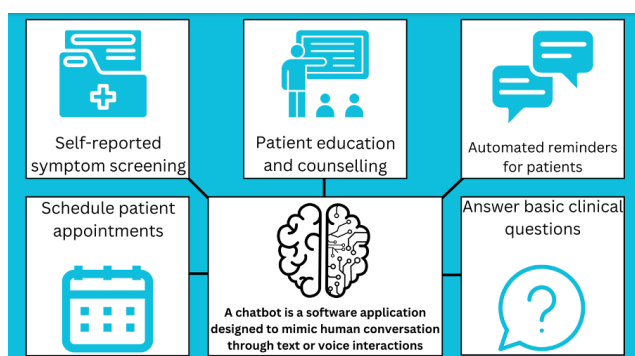 Self-reported
symptom screening
Patient education
and counselling
Automated reminders
for patients
Schedule patient
appointments
A chatbot is a software application
designed to mimic human conversation
through text or voice interactions
Answer basic clinical
questions
?